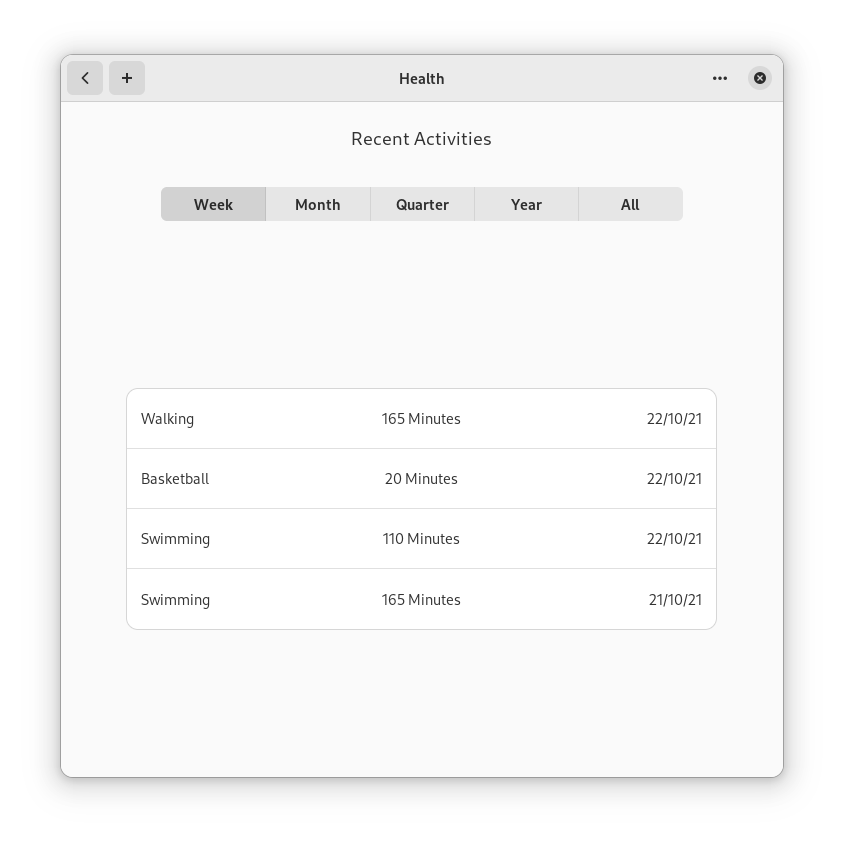 Health
Recent Activities
Week Month Quarter Year All
Walking 165 Minutes 22/10/21
Basketball 20 Minutes 22/10/21
Swimming 110 Minutes 22/10/21
Swimming 165 Minutes 21/10/21